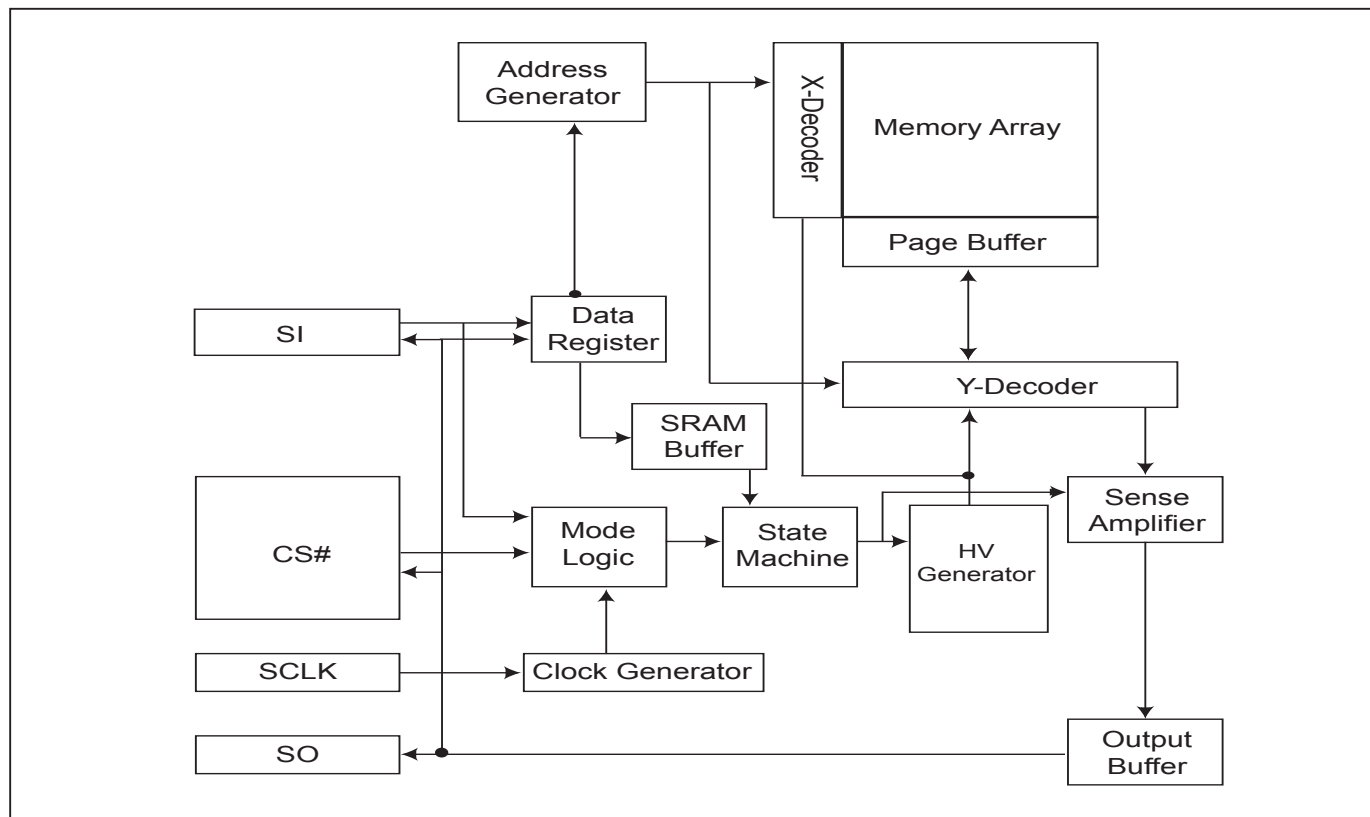 Address
Generator
X-Decoder
Memory Array
Page Buffer
SI
Data
Register
Y-Decoder
SRAM
Buffer
CS#
Mode
Logic
State
Machine
HV
Generator
Sense
Amplifier
SCLK
Clock Generator
SO
Output
Buffer